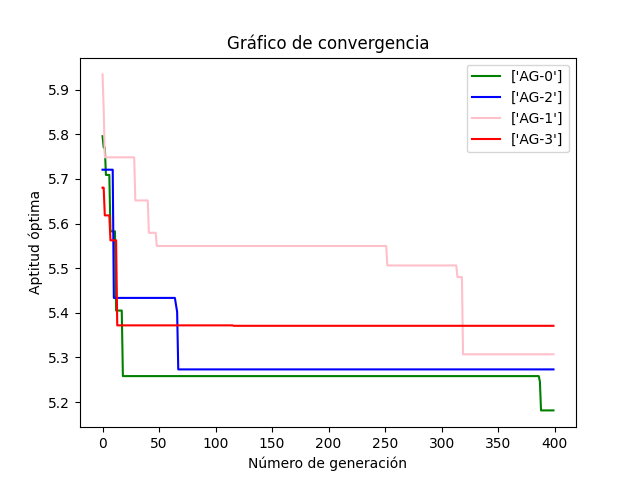 Gráfico de convergencia
['AG-0']
['AG-2']
['AG-1']
['AG-3']
Aptitud óptima
5.9
5.8
5.7
5.6
5.5
5.4
5.3
5.2
0 50 100 150 200 250 300 350 400
Número de generación